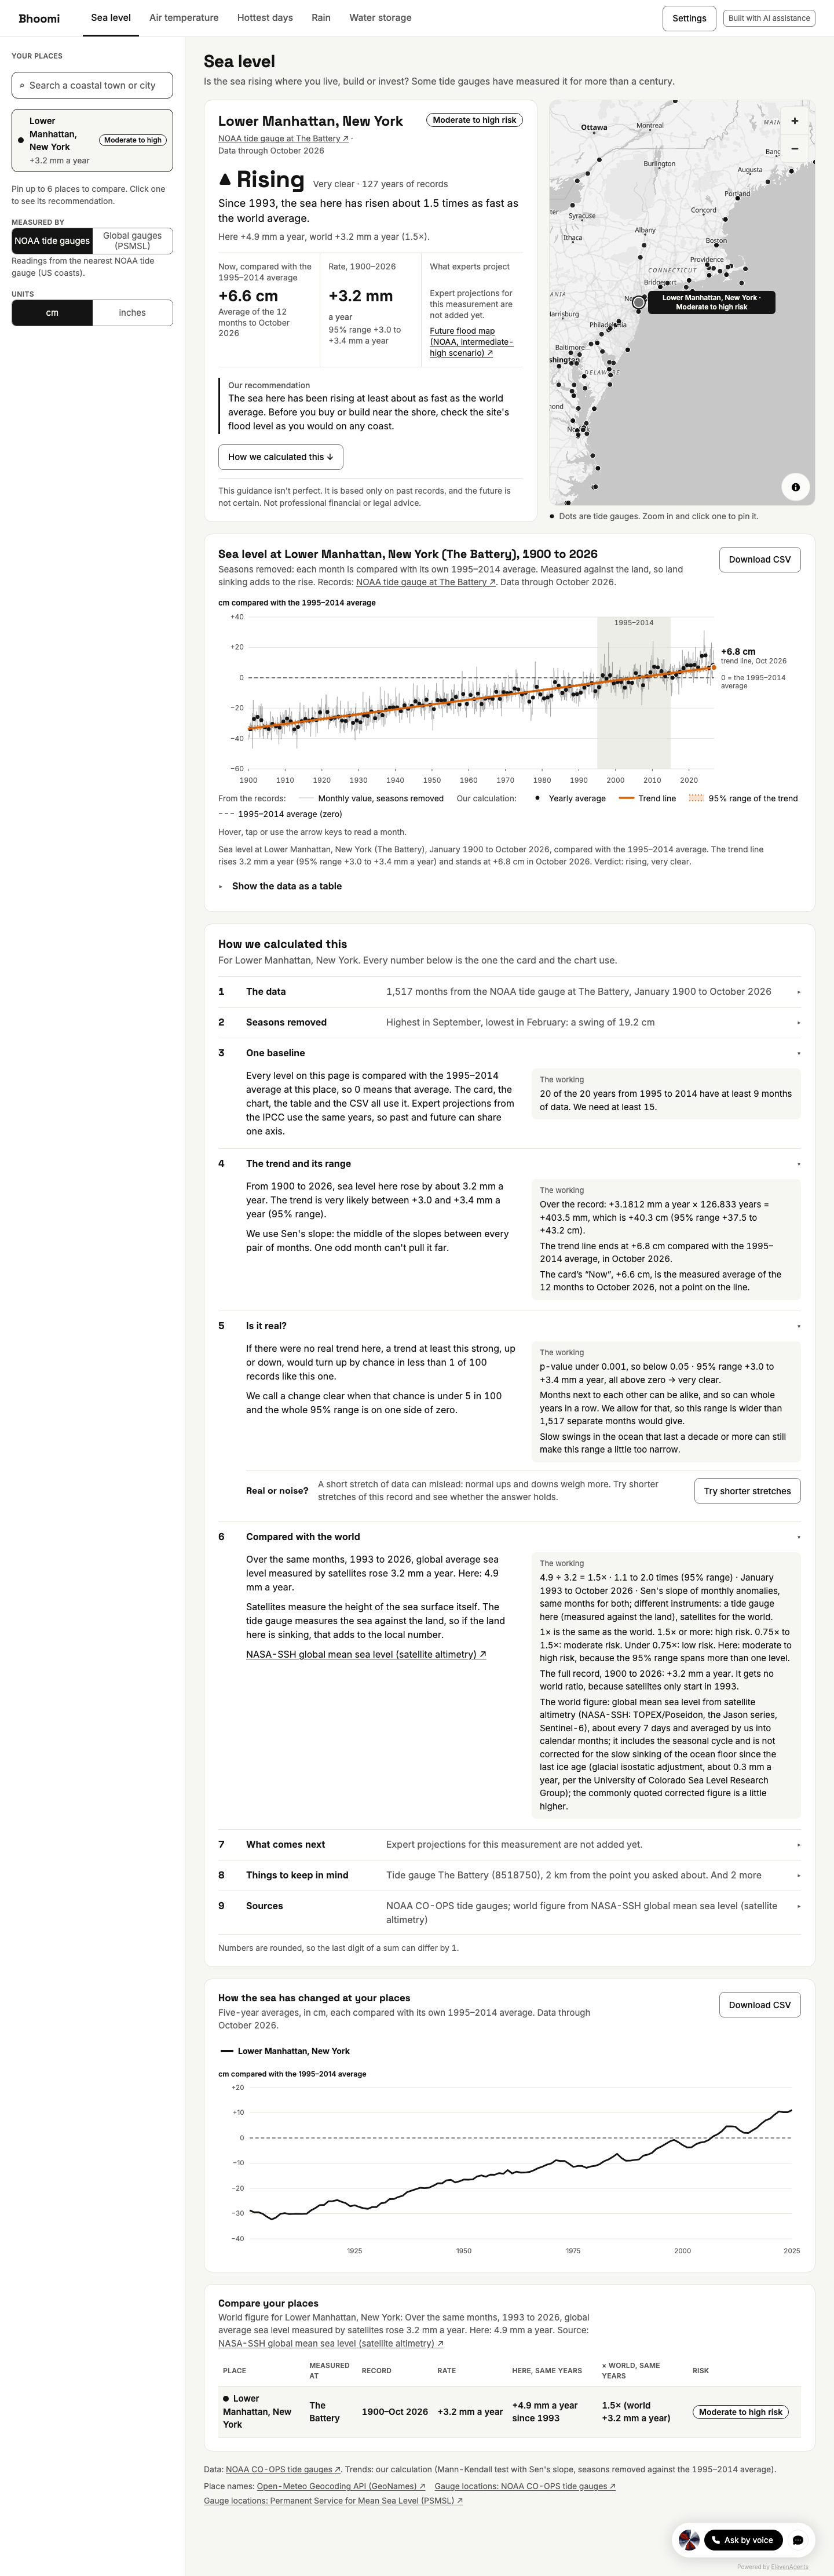 Bhoomi
Sea level
Air temperature
Hottest days
Rain
Water storage
Settings
Built with AI assistance
YOUR PLACES
Search a coastal town or city
Lower
Manhattan,
New York
Moderate to high
+3.2 mm a year
Pin up to 6 places to compare. Click one
to see its recommendation.
MEASURED BY
NOAA tide gauges
Global gauges
(PSMSL)
Readings from the nearest NOAA tide
gauge (US coasts).
UNITS
cm
inches
Sea level
Is the sea rising where you live, build or invest? Some tide gauges have measured it for more than a century.
Lower Manhattan, New York
Moderate to high risk
NOAA tide gauge at The Battery ↗ ·
Data through October 2026
▲ Rising
Very clear · 127 years of records
Since 1993, the sea here has risen about 1.5 times as fast as
the world average.
Here +4.9 mm a year, world +3.2 mm a year (1.5×).
Now, compared with the
1995–2014 average
+6.6 cm
Average of the 12
months to October
2026
Rate, 1900–2026
+3.2 mm
a year
95% range +3.0 to
+3.4 mm a year
What experts project
Expert projections for
this measurement are
not added yet.
Future flood map
(NOAA, intermediate-
high scenario) ↗
Our recommendation
The sea here has been rising at least about as fast as the world
average. Before you buy or build near the shore, check the site's
flood level as you would on any coast.
How we calculated this ↓
This guidance isn't perfect. It is based only on past records, and the future is
not certain. Not professional financial or legal advice.
Ottawa
Montreal
MAIN
Burlington
Augusta
Portland
Syracuse
Concord
Ithaca
Albany
Boston
Providence
CONNECTICUT
Lower Manhattan, New York ·
Moderate to high risk
Philadelphia
Baltimore
DELAWARE
+
−
Dots are tide gauges. Zoom in and click one to pin it.
Sea level at Lower Manhattan, New York (The Battery), 1900 to 2026
Download CSV
Seasons removed: each month is compared with its own 1995–2014 average. Measured against the land, so land
sinking adds to the rise. Records: NOAA tide gauge at The Battery ↗. Data through October 2026.
cm compared with the 1995–2014 average
+40
+20
0
−20
−40
−60
1995–2014
+6.8 cm
trend line, Oct 2026
0 = the 1995–2014
average
1900 1910 1920 1930 1940 1950 1960 1970 1980 1990 2000 2010 2020
From the records: Monthly value, seasons removed Our calculation: Yearly average Trend line 95% range of the trend
1995–2014 average (zero)
Hover, tap or use the arrow keys to read a month.
Sea level at Lower Manhattan, New York (The Battery), January 1900 to October 2026, compared with the 1995–2014 average. The trend line
rises 3.2 mm a year (95% range +3.0 to +3.4 mm a year) and stands at +6.8 cm in October 2026. Verdict: rising, very clear.
Show the data as a table
How we calculated this
For Lower Manhattan, New York. Every number below is the one the card and the chart use.
1 The data 1,517 months from the NOAA tide gauge at The Battery, January 1900 to October 2026
2 Seasons removed Highest in September, lowest in February: a swing of 19.2 cm
3 One baseline
Every level on this page is compared with the 1995–2014
average at this place, so 0 means that average. The card, the
chart, the table and the CSV all use it. Expert projections from
the IPCC use the same years, so past and future can share
one axis.
The working
20 of the 20 years from 1995 to 2014 have at least 9 months
of data. We need at least 15.
4 The trend and its range
From 1900 to 2026, sea level here rose by about 3.2 mm a
year. The trend is very likely between +3.0 and +3.4 mm a
year (95% range).
We use Sen's slope: the middle of the slopes between every
pair of months. One odd month can't pull it far.
The working
Over the record: +3.1812 mm a year × 126.833 years =
+403.5 mm, which is +40.3 cm (95% range +37.5 to
+43.2 cm).
The trend line ends at +6.8 cm compared with the 1995–
2014 average, in October 2026.
The card's “Now”, +6.6 cm, is the measured average of the
12 months to October 2026, not a point on the line.
5 Is it real?
If there were no real trend here, a trend at least this strong, up
or down, would turn up by chance in less than 1 of 100
records like this one.
We call a change clear when that chance is under 5 in 100
and the whole 95% range is on one side of zero.
The working
p-value under 0.001, so below 0.05 · 95% range +3.0 to
+3.4 mm a year, all above zero → very clear.
Months next to each other can be alike, and so can whole
years in a row. We allow for that, so this range is wider than
1,517 separate months would give.
Slow swings in the ocean that last a decade or more can still
make this range a little too narrow.
Real or noise?
A short stretch of data can mislead: normal ups and downs weigh more. Try shorter
stretches of this record and see whether the answer holds.
Try shorter stretches
6 Compared with the world
Over the same months, 1993 to 2026, global average sea
level measured by satellites rose 3.2 mm a year. Here: 4.9
mm a year.
Satellites measure the height of the sea surface itself. The
tide gauge measures the sea against the land, so if the land
here is sinking, that adds to the local number.
NASA-SSH global mean sea level (satellite altimetry) ↗
The working
4.9 ÷ 3.2 = 1.5× · 1.1 to 2.0 times (95% range) · January
1993 to October 2026 · Sen's slope of monthly anomalies,
same months for both; different instruments: a tide gauge
here (measured against the land), satellites for the world.
1× is the same as the world. 1.5× or more: high risk. 0.75× to
1.5×: moderate risk. Under 0.75×: low risk. Here: moderate to
high risk, because the 95% range spans more than one level.
The full record, 1900 to 2026: +3.2 mm a year. It gets no
world ratio, because satellites only start in 1993.
The world figure: global mean sea level from satellite
altimetry (NASA-SSH: TOPEX/Poseidon, the Jason series,
Sentinel-6), about every 7 days and averaged by us into
calendar months; it includes the seasonal cycle and is not
corrected for the slow sinking of the ocean floor since the
last ice age (glacial isostatic adjustment, about 0.3 mm a
year, per the University of Colorado Sea Level Research
Group); the commonly quoted corrected figure is a little
higher.
7 What comes next Expert projections for this measurement are not added yet.
8 Things to keep in mind Tide gauge The Battery (8518750), 2 km from the point you asked about. And 2 more
9 Sources NOAA CO-OPS tide gauges; world figure from NASA-SSH global mean sea level (satellite
altimetry)
Numbers are rounded, so the last digit of a sum can differ by 1.
How the sea has changed at your places
Download CSV
Five-year averages, in cm, each compared with its own 1995–2014 average. Data through
October 2026.
Lower Manhattan, New York
cm compared with the 1995–2014 average
+20
+10
0
−10
−20
−30
−40
1925 1950 1975 2000 2025
Compare your places
World figure for Lower Manhattan, New York: Over the same months, 1993 to 2026, global
average sea level measured by satellites rose 3.2 mm a year. Here: 4.9 mm a year. Source:
NASA-SSH global mean sea level (satellite altimetry) ↗
PLACE
MEASURED
AT
RECORD
RATE
HERE, SAME YEARS
× WORLD, SAME
YEARS
RISK
Lower
Manhattan, New
York
The
Battery
1900–Oct 2026
+3.2 mm a year
+4.9 mm a year
since 1993
1.5× (world
+3.2 mm a year)
Moderate to high risk
Data: NOAA CO-OPS tide gauges ↗. Trends: our calculation (Mann-Kendall test with Sen's slope, seasons removed against the 1995–2014 average).
Place names: Open-Meteo Geocoding API (GeoNames) ↗ Gauge locations: NOAA CO-OPS tide gauges ↗
Gauge locations: Permanent Service for Mean Sea Level (PSMSL) ↗
Ask by voice
Powered by ElevenAgents